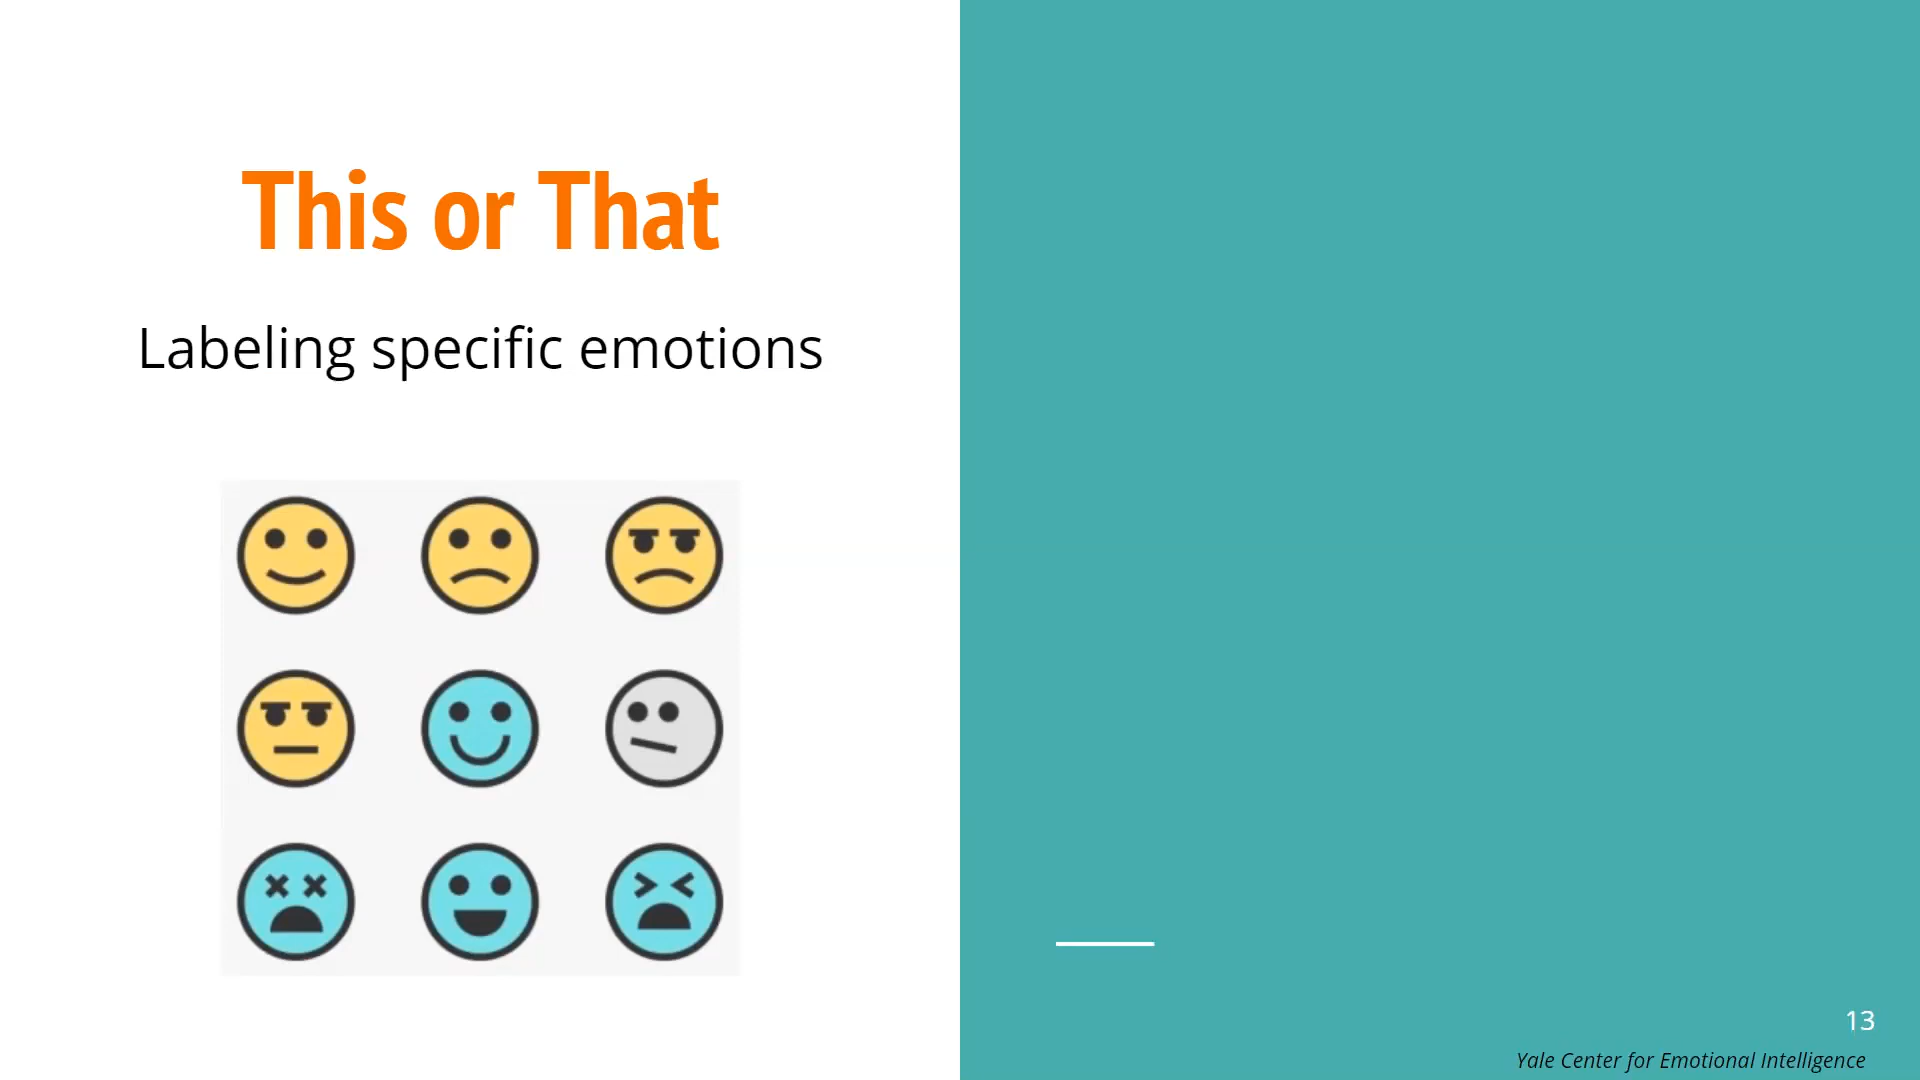 This or That
Labeling specific emotions
13
Yale Center for Emotional Intelligence